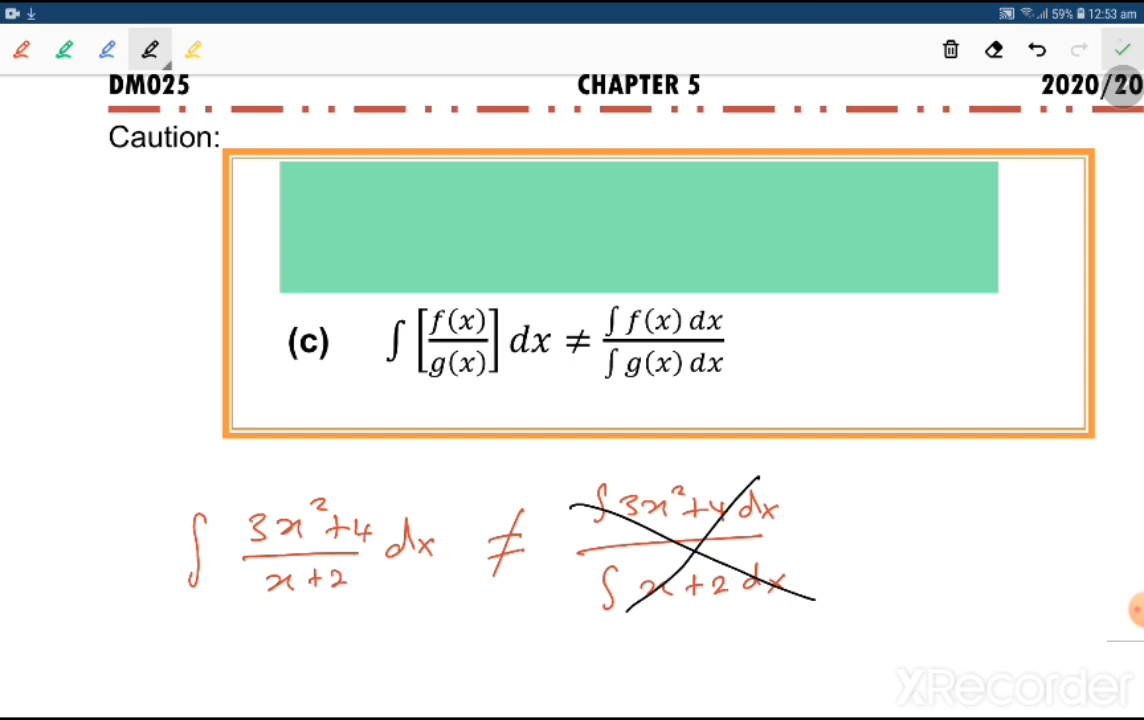 59% 12:53 am
DM025 CHAPTER 5 2020/20
Caution:
(c) ∫ [f(x)/g(x)] dx ≠ ∫ f(x) dx / ∫ g(x) dx
∫ 3x²+4 / x+2 dx ≠ ∫ 3x²+4 dx / ∫ x+2 dx
XRecorder